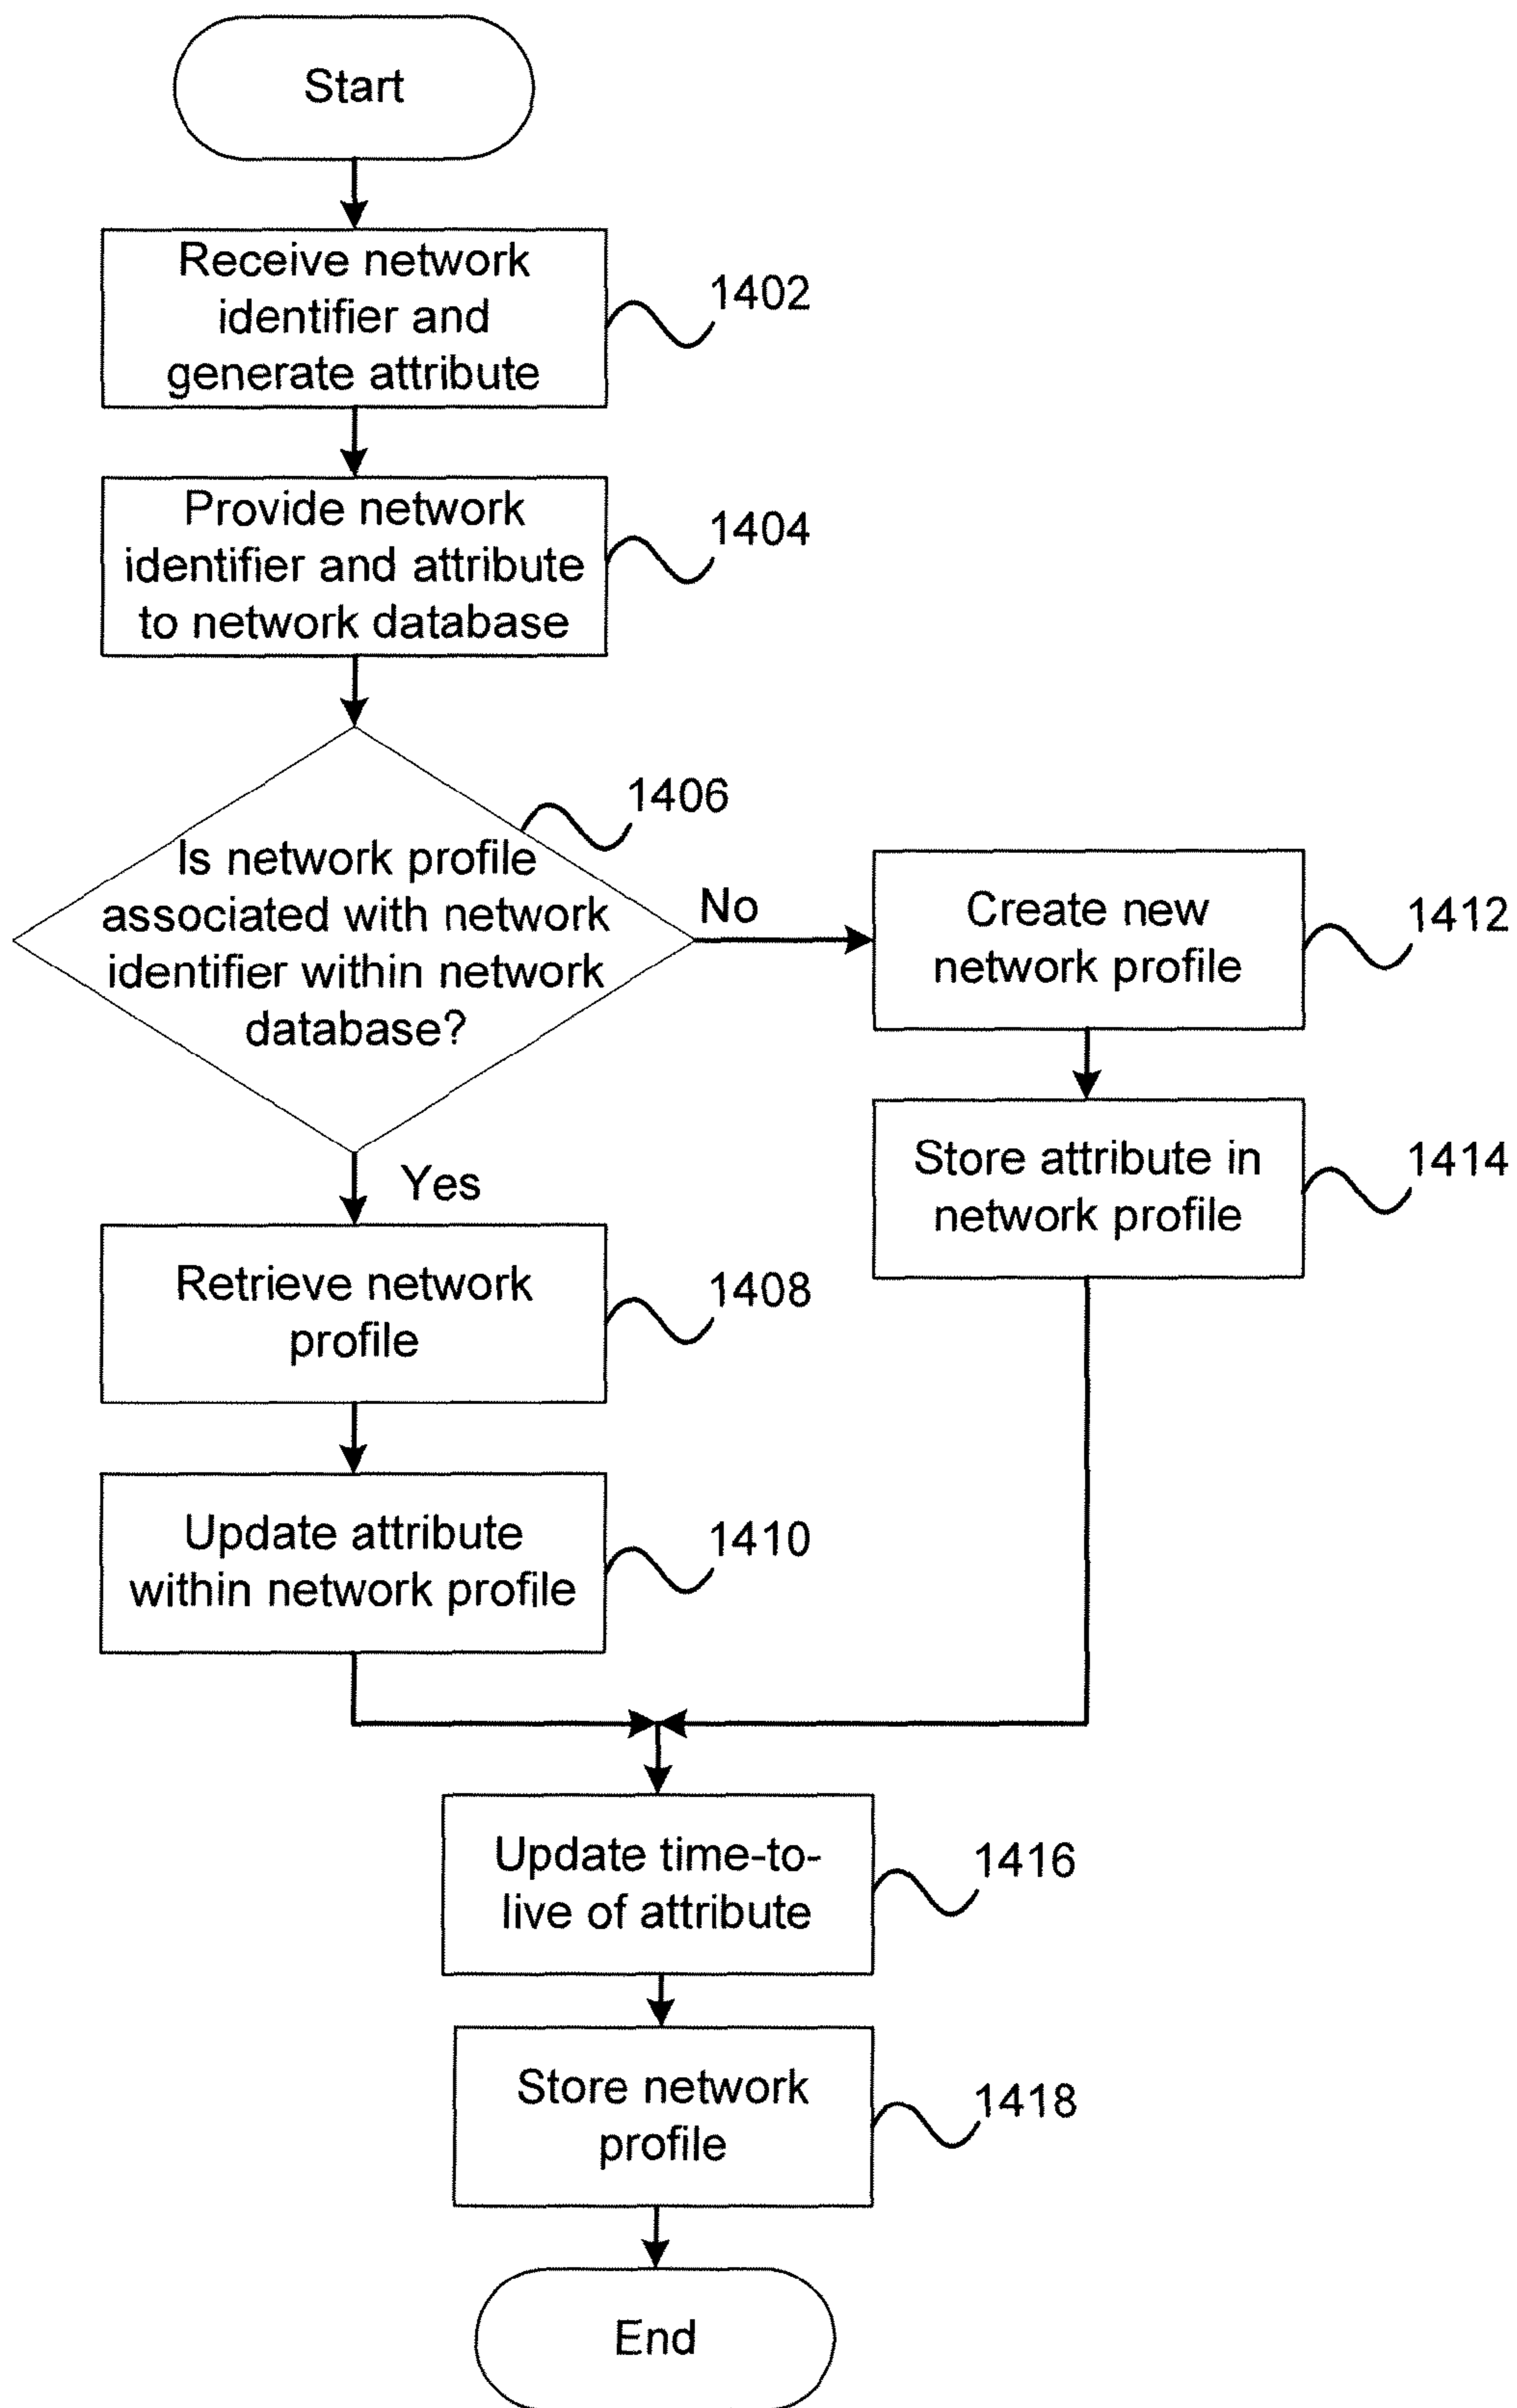 Start
Receive network
identifier and
generate attribute
1402
Provide network
identifier and attribute
to network database
1404
1406
Is network profile
associated with network
identifier within network
database?
No
Create new
network profile
1412
Store attribute in
network profile
1414
Yes
Retrieve network
profile
1408
Update attribute
within network profile
1410
Update time-to-
live of attribute
1416
Store network
profile
1418
End